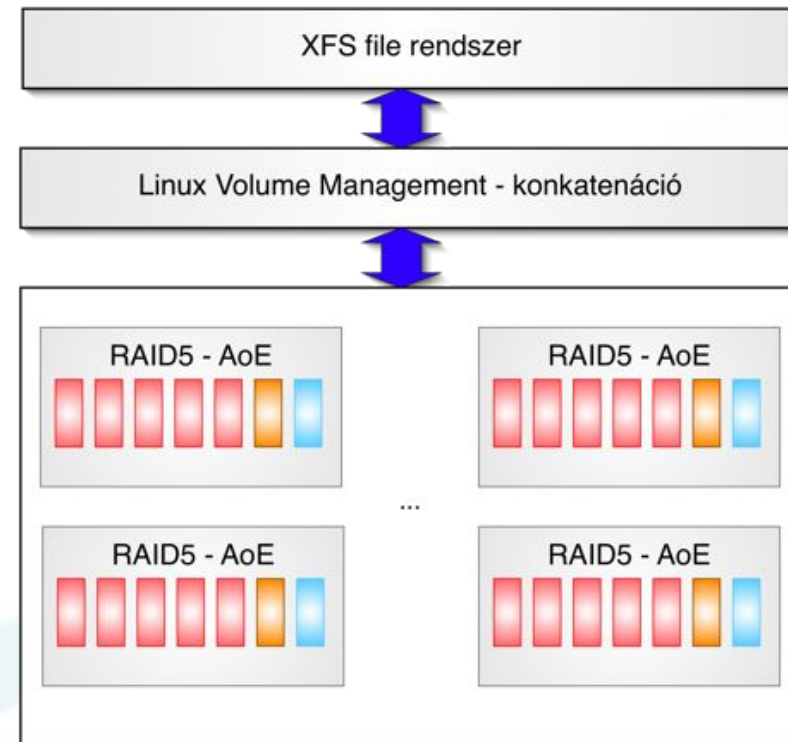 XFS file rendszer
Linux Volume Management - konkatenáció
RAID5 - AoE
RAID5 - AoE
...
RAID5 - AoE
RAID5 - AoE